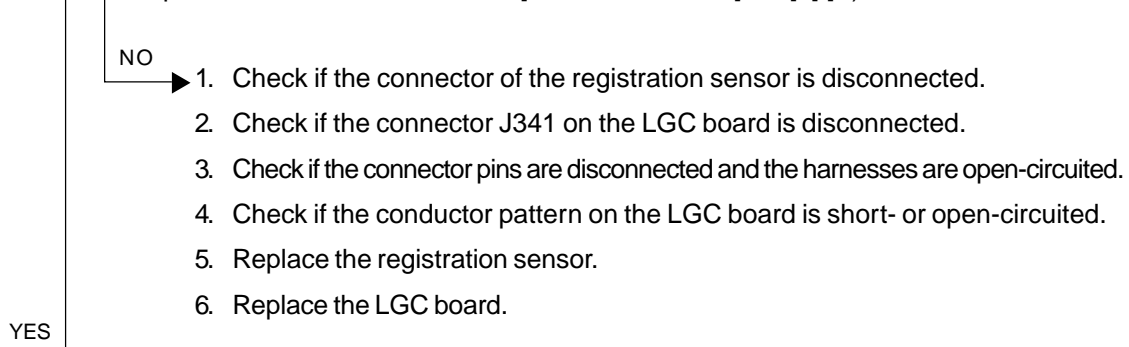 NO
1. Check if the connector of the registration sensor is disconnected.
2. Check if the connector J341 on the LGC board is disconnected.
3. Check if the connector pins are disconnected and the harnesses are open-circuited.
4. Check if the conductor pattern on the LGC board is short- or open-circuited.
5. Replace the registration sensor.
6. Replace the LGC board.
YES